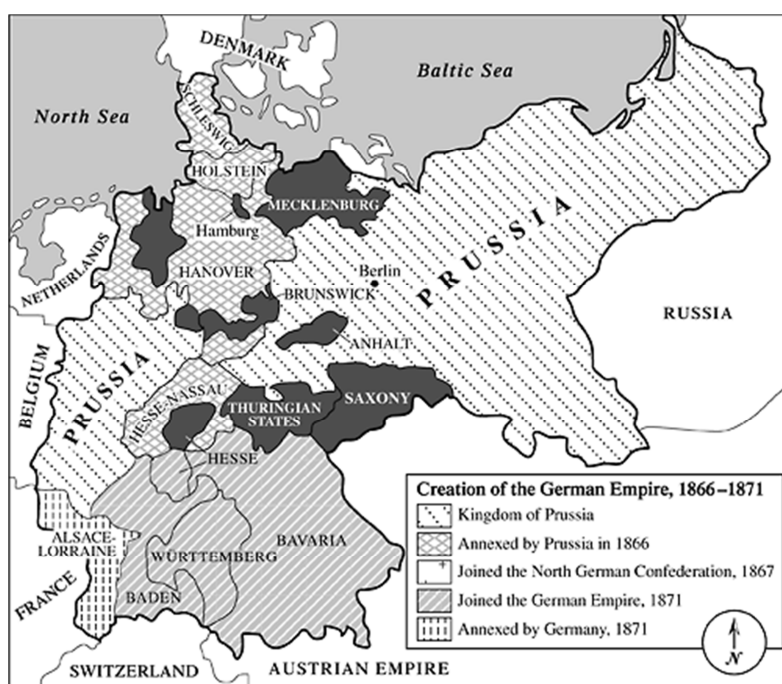 DENMARK
Baltic Sea
North Sea
SCHLESWIG
HOLSTEIN
MECKLENBURG
Hamburg
PRUSSIA
NETHERLANDS
HANOVER
Berlin
BRUNSWICK
RUSSIA
ANHALT
BELGIUM
PRUSSIA
HESSE-NASSAU
THURINGIAN
STATES
SAXONY
HESSE
ALSACE-
LORRAINE
BAVARIA
WÜRTTEMBERG
FRANCE
BADEN
SWITZERLAND
AUSTRIAN EMPIRE
Creation of the German Empire, 1866–1871
Kingdom of Prussia
Annexed by Prussia in 1866
Joined the North German Confederation, 1867
Joined the German Empire, 1871
Annexed by Germany, 1871
N